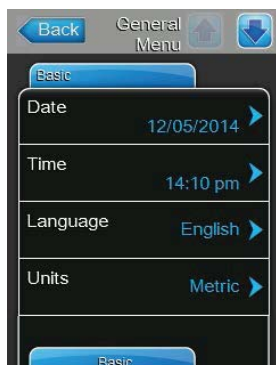 Back
General
Menu
Basic
Date
12/05/2014
Time
14:10 pm
Language
English
Units
Metric
Basic